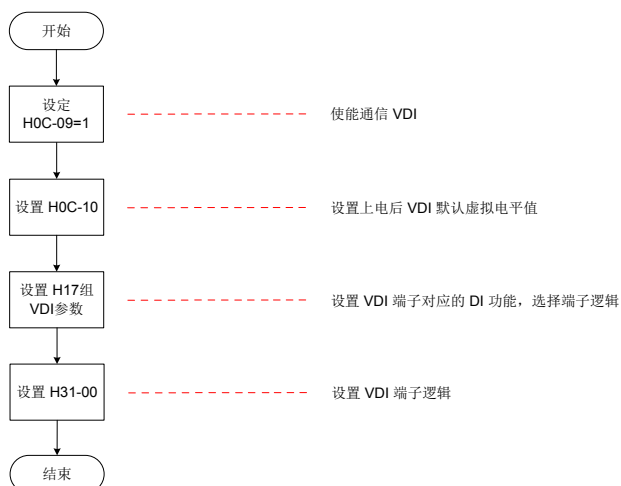 开始
设定
H0C-09=1
使能通信 VDI
设置 H0C-10
设置上电后 VDI 默认虚拟电平值
设置 H17组
VDI参数
设置 VDI 端子对应的 DI 功能，选择端子逻辑
设置 H31-00
设置 VDI 端子逻辑
结束